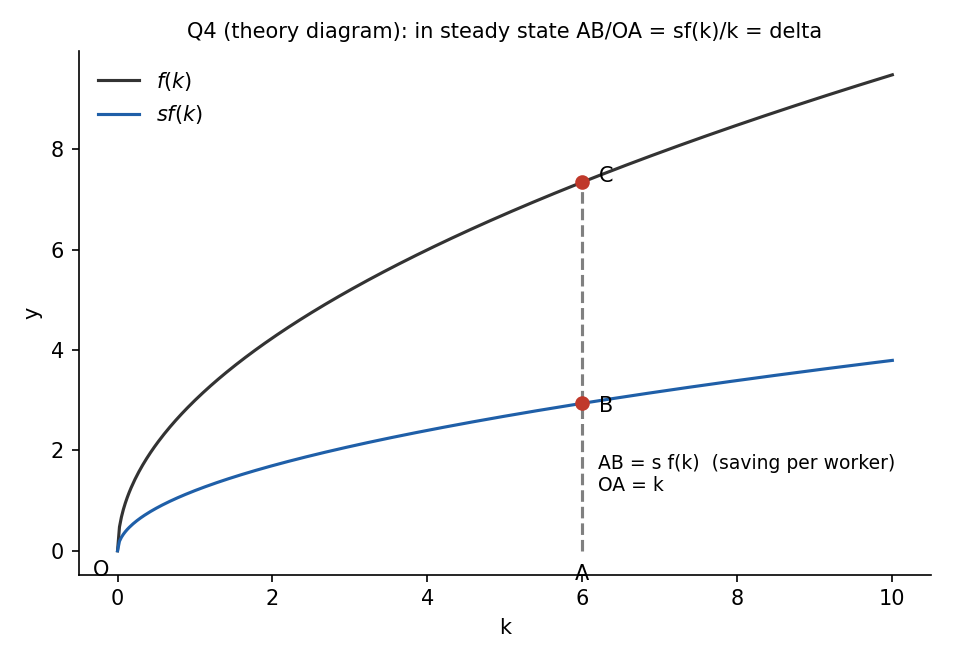 Q4 (theory diagram): in steady state AB/OA = sf(k)/k = delta
f(k)
sf(k)
8
6
4
2
0
y
C
B
AB = s f(k)  (saving per worker)
OA = k
O
A
0 2 4 6 8 10
k